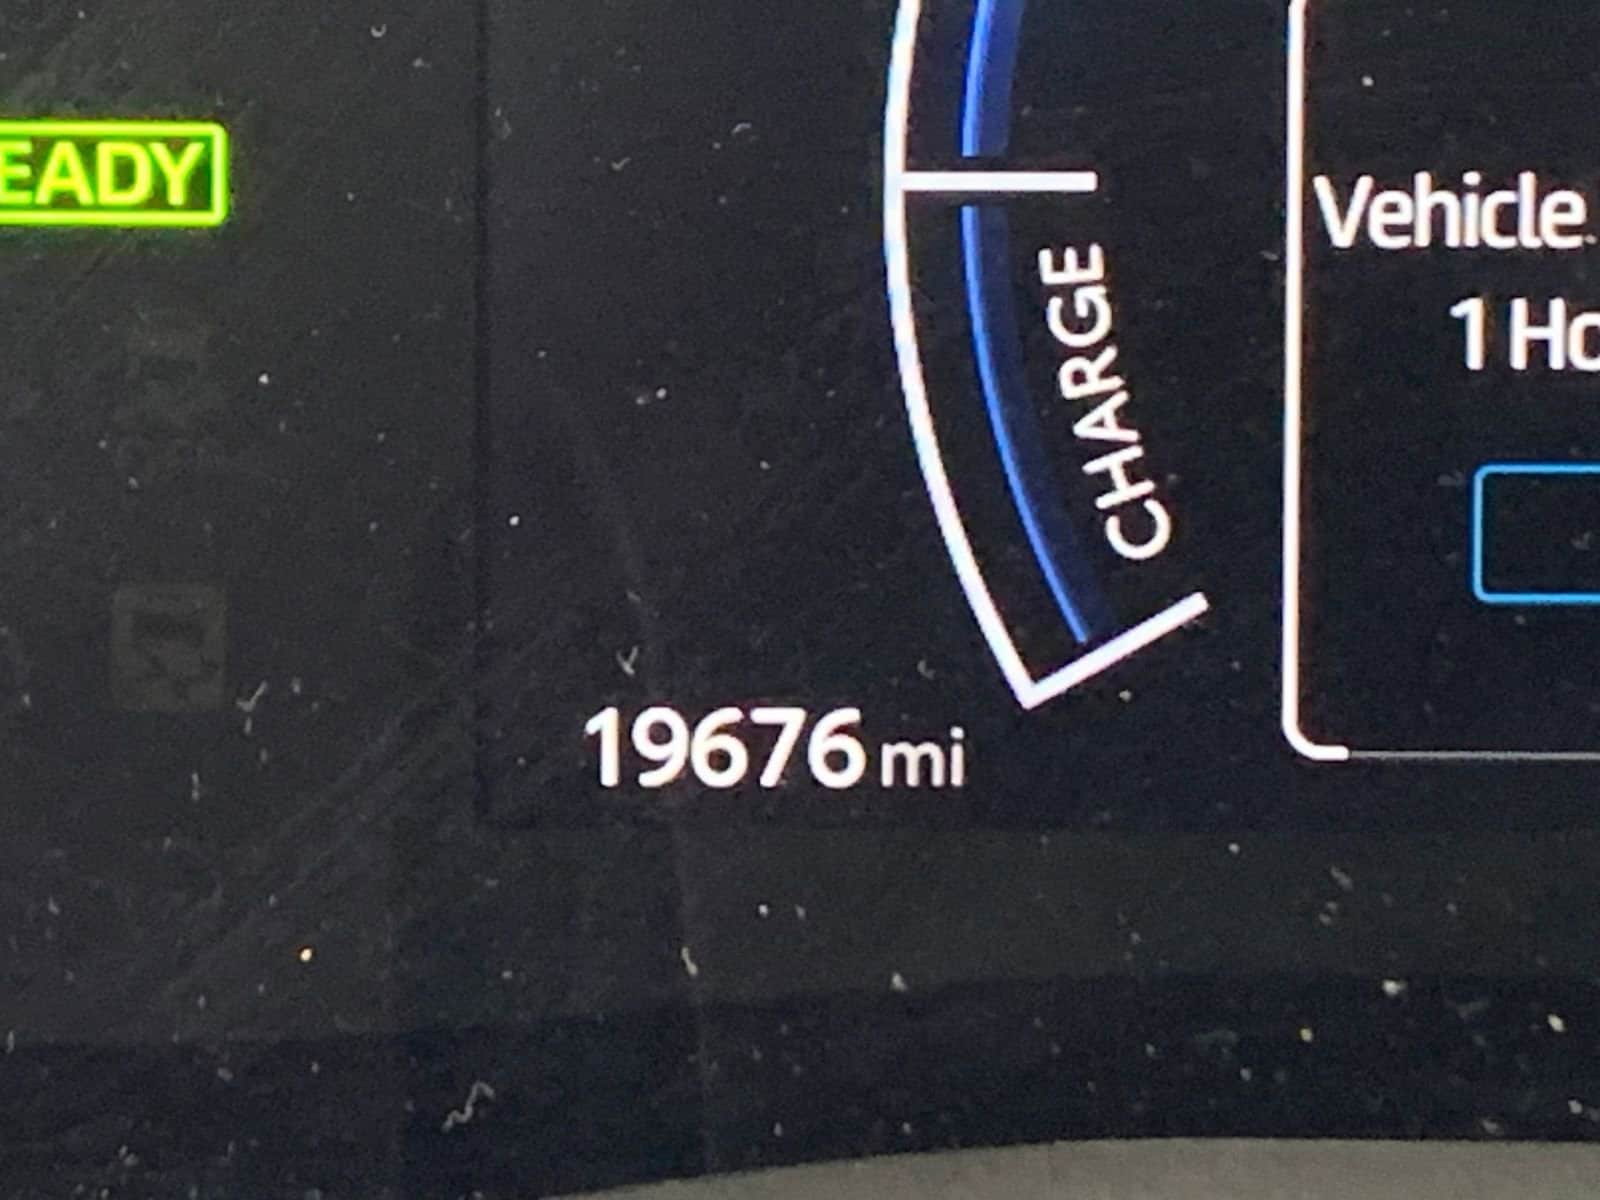 EADY
CHARGE
Vehicle
1 Ho
19676 mi